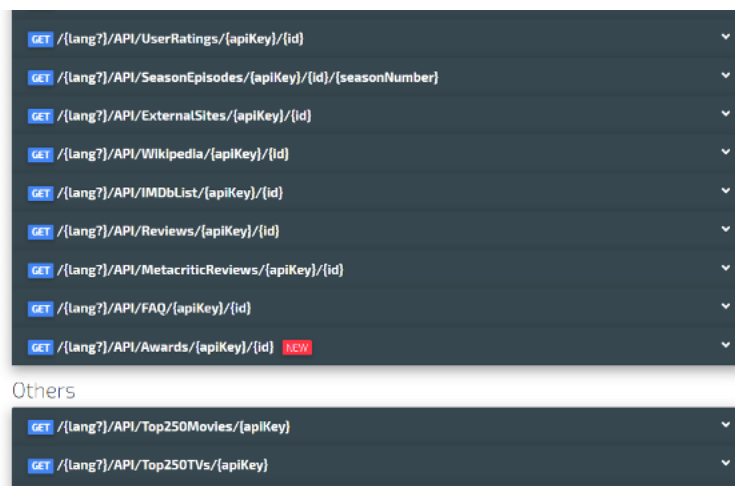 GET /{lang?}/API/UserRatings/{apiKey}/{id}
GET /{lang?}/API/SeasonEpisodes/{apiKey}/{id}/{seasonNumber}
GET /{lang?}/API/ExternalSites/{apiKey}/{id}
GET /{lang?}/API/Wikipedia/{apiKey}/{id}
GET /{lang?}/API/IMDbList/{apiKey}/{id}
GET /{lang?}/API/Reviews/{apiKey}/{id}
GET /{lang?}/API/MetacriticReviews/{apiKey}/{id}
GET /{lang?}/API/FAQ/{apiKey}/{id}
GET /{lang?}/API/Awards/{apiKey}/{id} NEW
Others
GET /{lang?}/API/Top250Movies/{apiKey}
GET /{lang?}/API/Top250TVs/{apiKey}